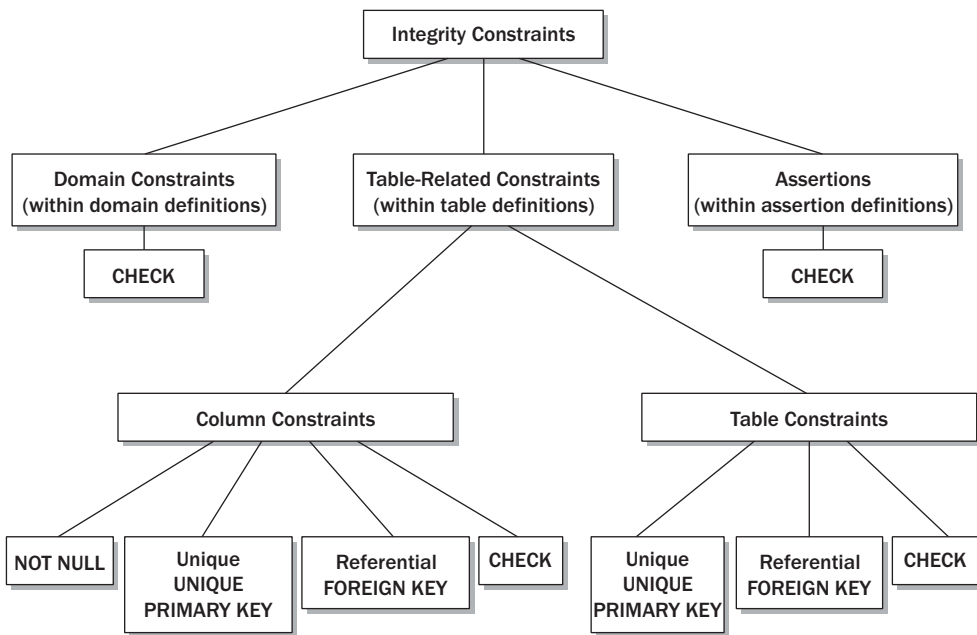 Integrity Constraints
Domain Constraints
(within domain definitions)
Table-Related Constraints
(within table definitions)
Assertions
(within assertion definitions)
CHECK
CHECK
Column Constraints
Table Constraints
NOT NULL
Unique
UNIQUE
PRIMARY KEY
Referential
FOREIGN KEY
CHECK
Unique
UNIQUE
PRIMARY KEY
Referential
FOREIGN KEY
CHECK